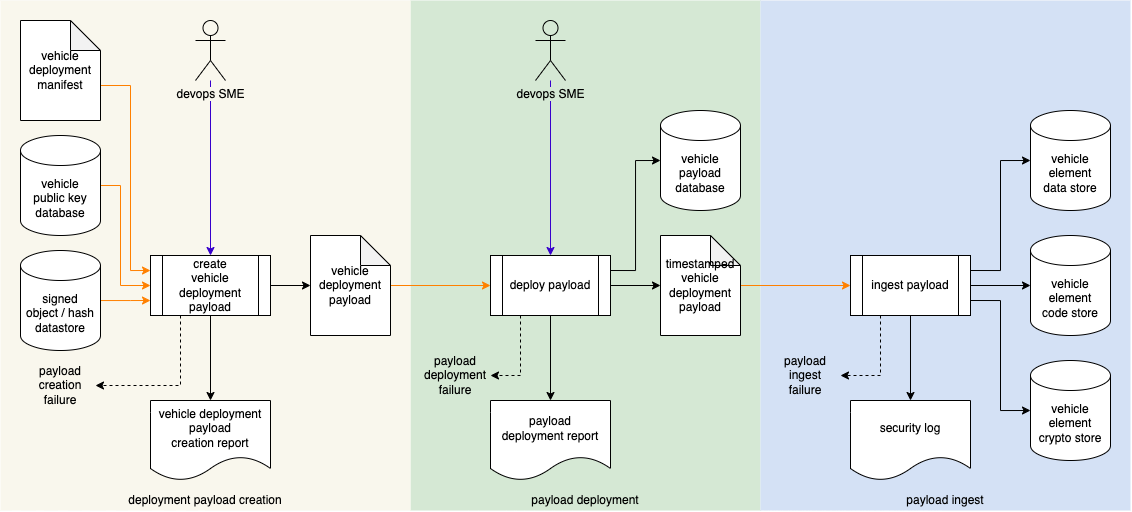 vehicle
deployment
manifest
vehicle
public key
database
signed
object / hash
datastore
devops SME
create
vehicle
deployment
payload
payload
creation
failure
vehicle deployment
payload
creation report
vehicle
deployment
payload
deployment payload creation
devops SME
deploy payload
payload
deployment
failure
payload
deployment report
vehicle
payload
database
timestamped
vehicle
deployment
payload
payload deployment
ingest payload
payload
ingest
failure
security log
vehicle
element
data store
vehicle
element
code store
vehicle
element
crypto store
payload ingest